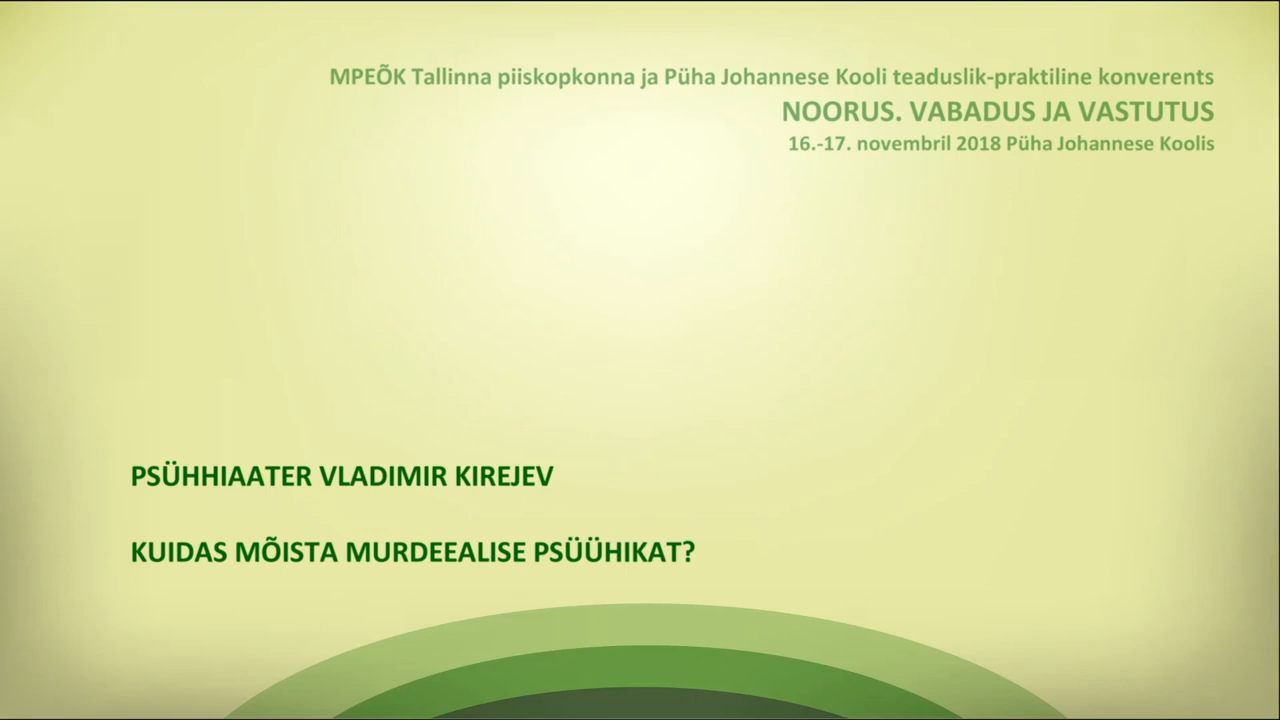 MPEÕK Tallinna piiskopkonna ja Püha Johannese Kooli teaduslik-praktiline konverents
NOORUS. VABADUS JA VASTUTUS
16.-17. novembril 2018 Püha Johannese Koolis
PSÜHHIAATER VLADIMIR KIREJEV
KUIDAS MÕISTA MURDEEALISE PSÜÜHIKAT?